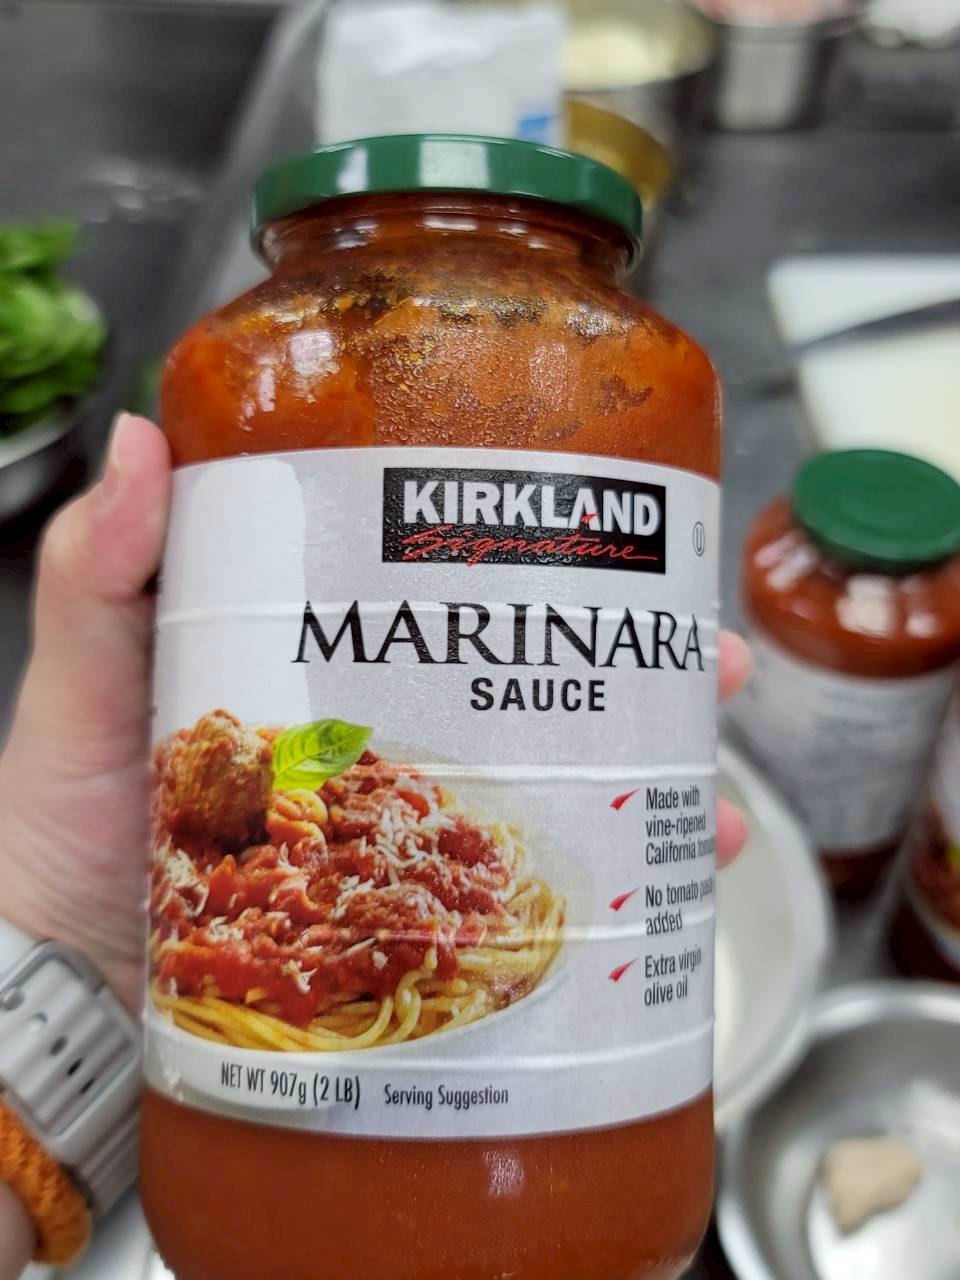 KIRKLAND
Signature
U
MARINARA
SAUCE
Made with
vine-ripened
California
No tomato
added
Extra virgin
olive oil
NET WT 907g (2 LB) Serving Suggestion